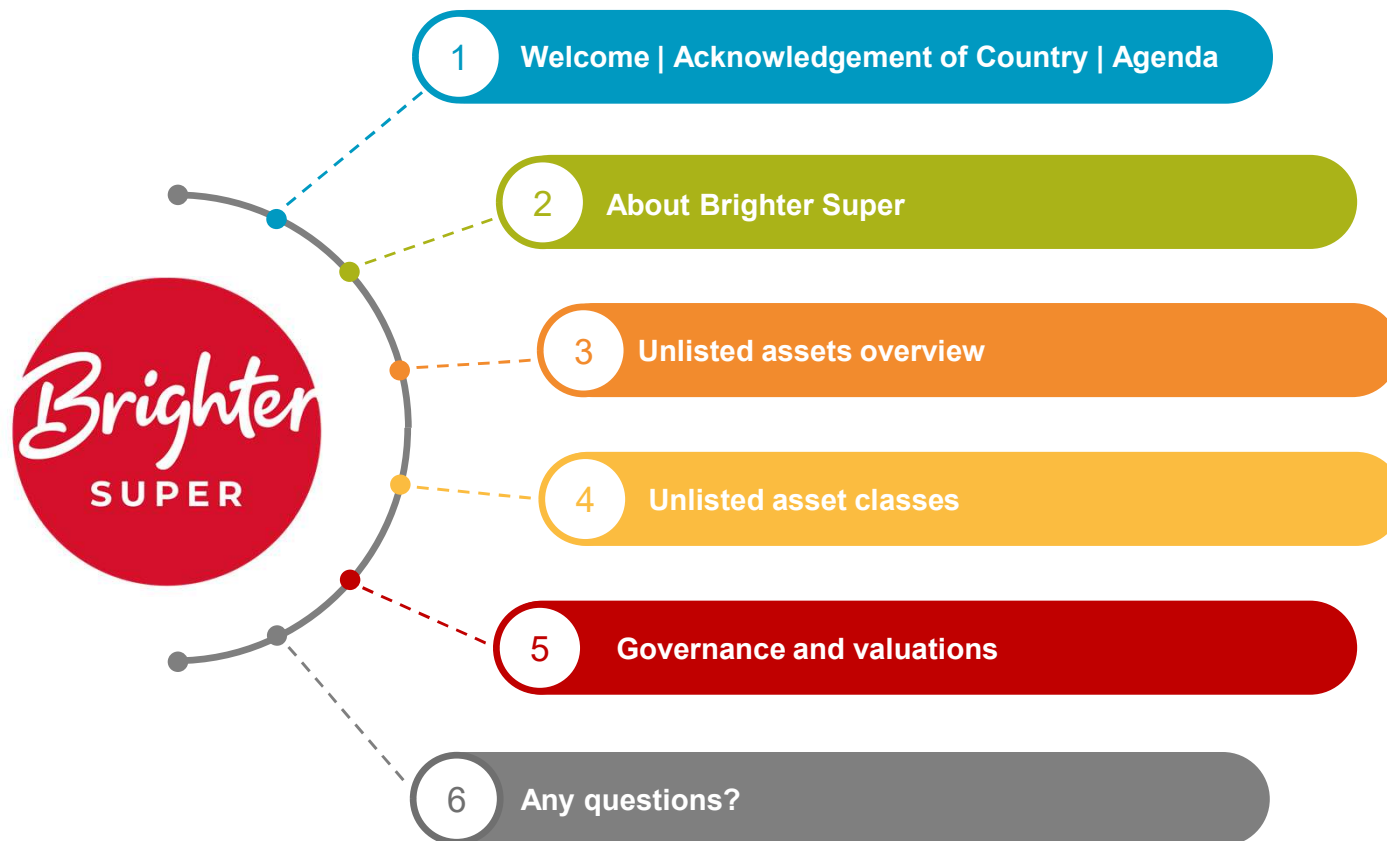 1 Welcome | Acknowledgement of Country | Agenda
2 About Brighter Super
3 Unlisted assets overview
Brighter
SUPER
4 Unlisted asset classes
5 Governance and valuations
6 Any questions?